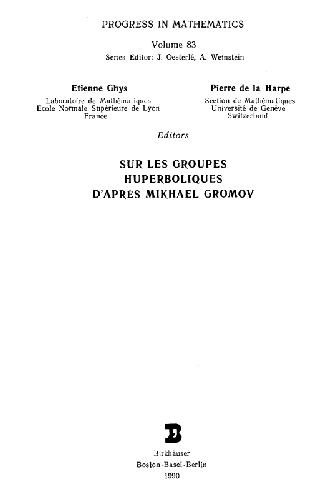 PROGRESS IN MATHEMATICS
Volume 83
Series Editor: J. Oesterlé, A. Weinstein
Etienne Ghys
Laboratoire de Mathématiques
Ecole Normale Supérieure de Lyon
France
Pierre de la Harpe
Section de Mathématiques
Université de Genève
Switzerland
Editors
SUR LES GROUPES
HUPERBOLIQUES
D'APRES MIKHAEL GROMOV
B
Birkhäuser
Boston-Basel-Berlin
1990